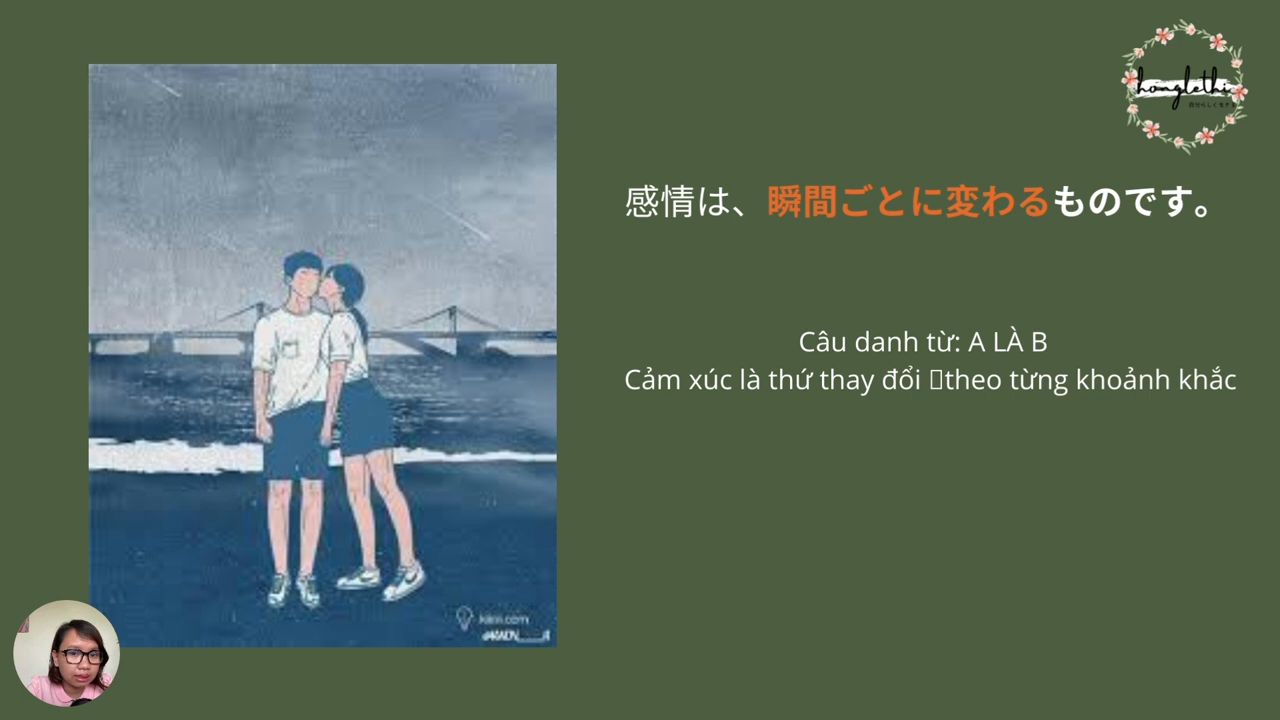 honglethi
感情は、瞬間ごとに変わるものです。
Câu danh từ: A LÀ B
Cảm xúc là thứ thay đổi theo từng khoảnh khắc